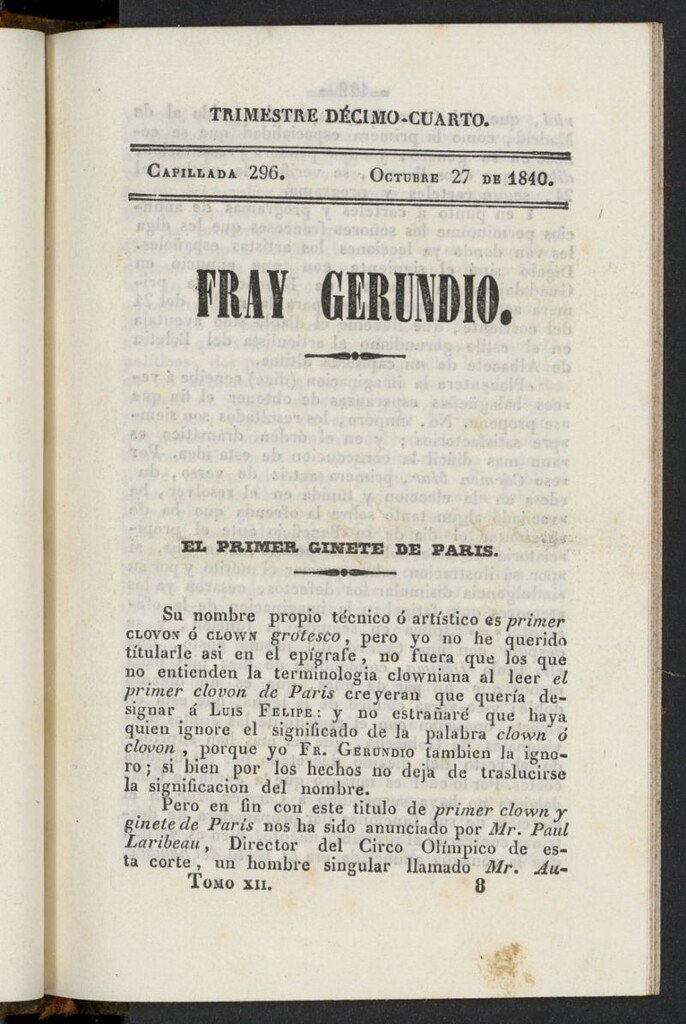 TRIMESTRE DÉCIMO-CUARTO.
CAPILLADA 296. OCTUBRE 27 DE 1840.
FRAY GERUNDIO.
EL PRIMER GINETE DE PARIS.
Su nombre propio técnico ó artístico es primer
CLOVON Ó CLOWN grotesco, pero yo no he querido
títularle asi en el epígrafe, no fuera que los que
no entienden la terminologia clowniana al leer el
primer clovon de Paris creyeran que quería de-
signar á LUIS FELIPE: y no estrañaré que haya
quien ignore el significado de la palabra clown ó
clovon, porque yo FR. GERUNDIO tambien la igno-
ro; si bien por los hechos no deja de traslucirse
la significacion del nombre.
Pero en fin con este titulo de primer clown y
ginete de París nos ha sido anunciado por Mr. Paul
Laribeau, Director del Circo Olímpico de es-
ta corte, un hombre singular llamado Mr. Au-
TOMO XII. 8